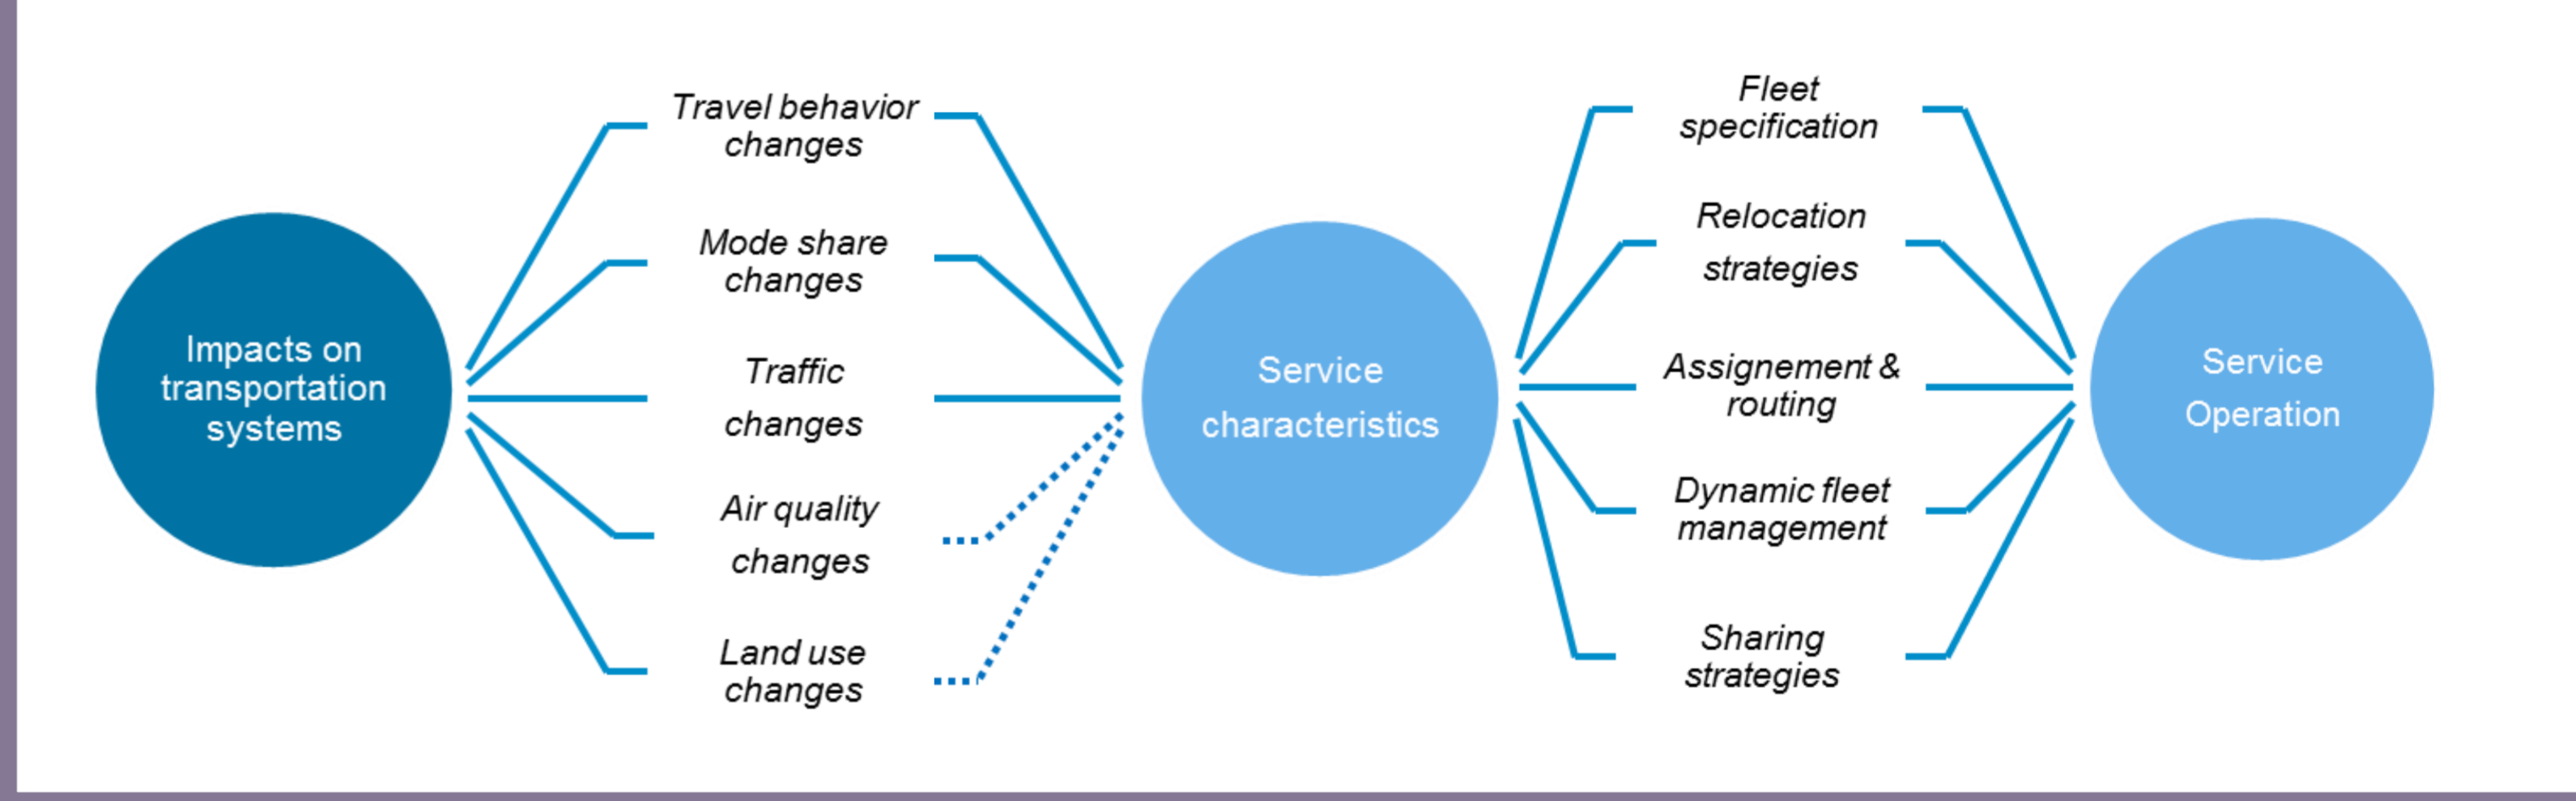 Impacts on
transportation
systems
Travel behavior
changes
Mode share
changes
Traffic
changes
Air quality
changes
Land use
changes
Service
characteristics
Fleet
specification
Relocation
strategies
Assignement &
routing
Dynamic fleet
management
Sharing
strategies
Service
Operation